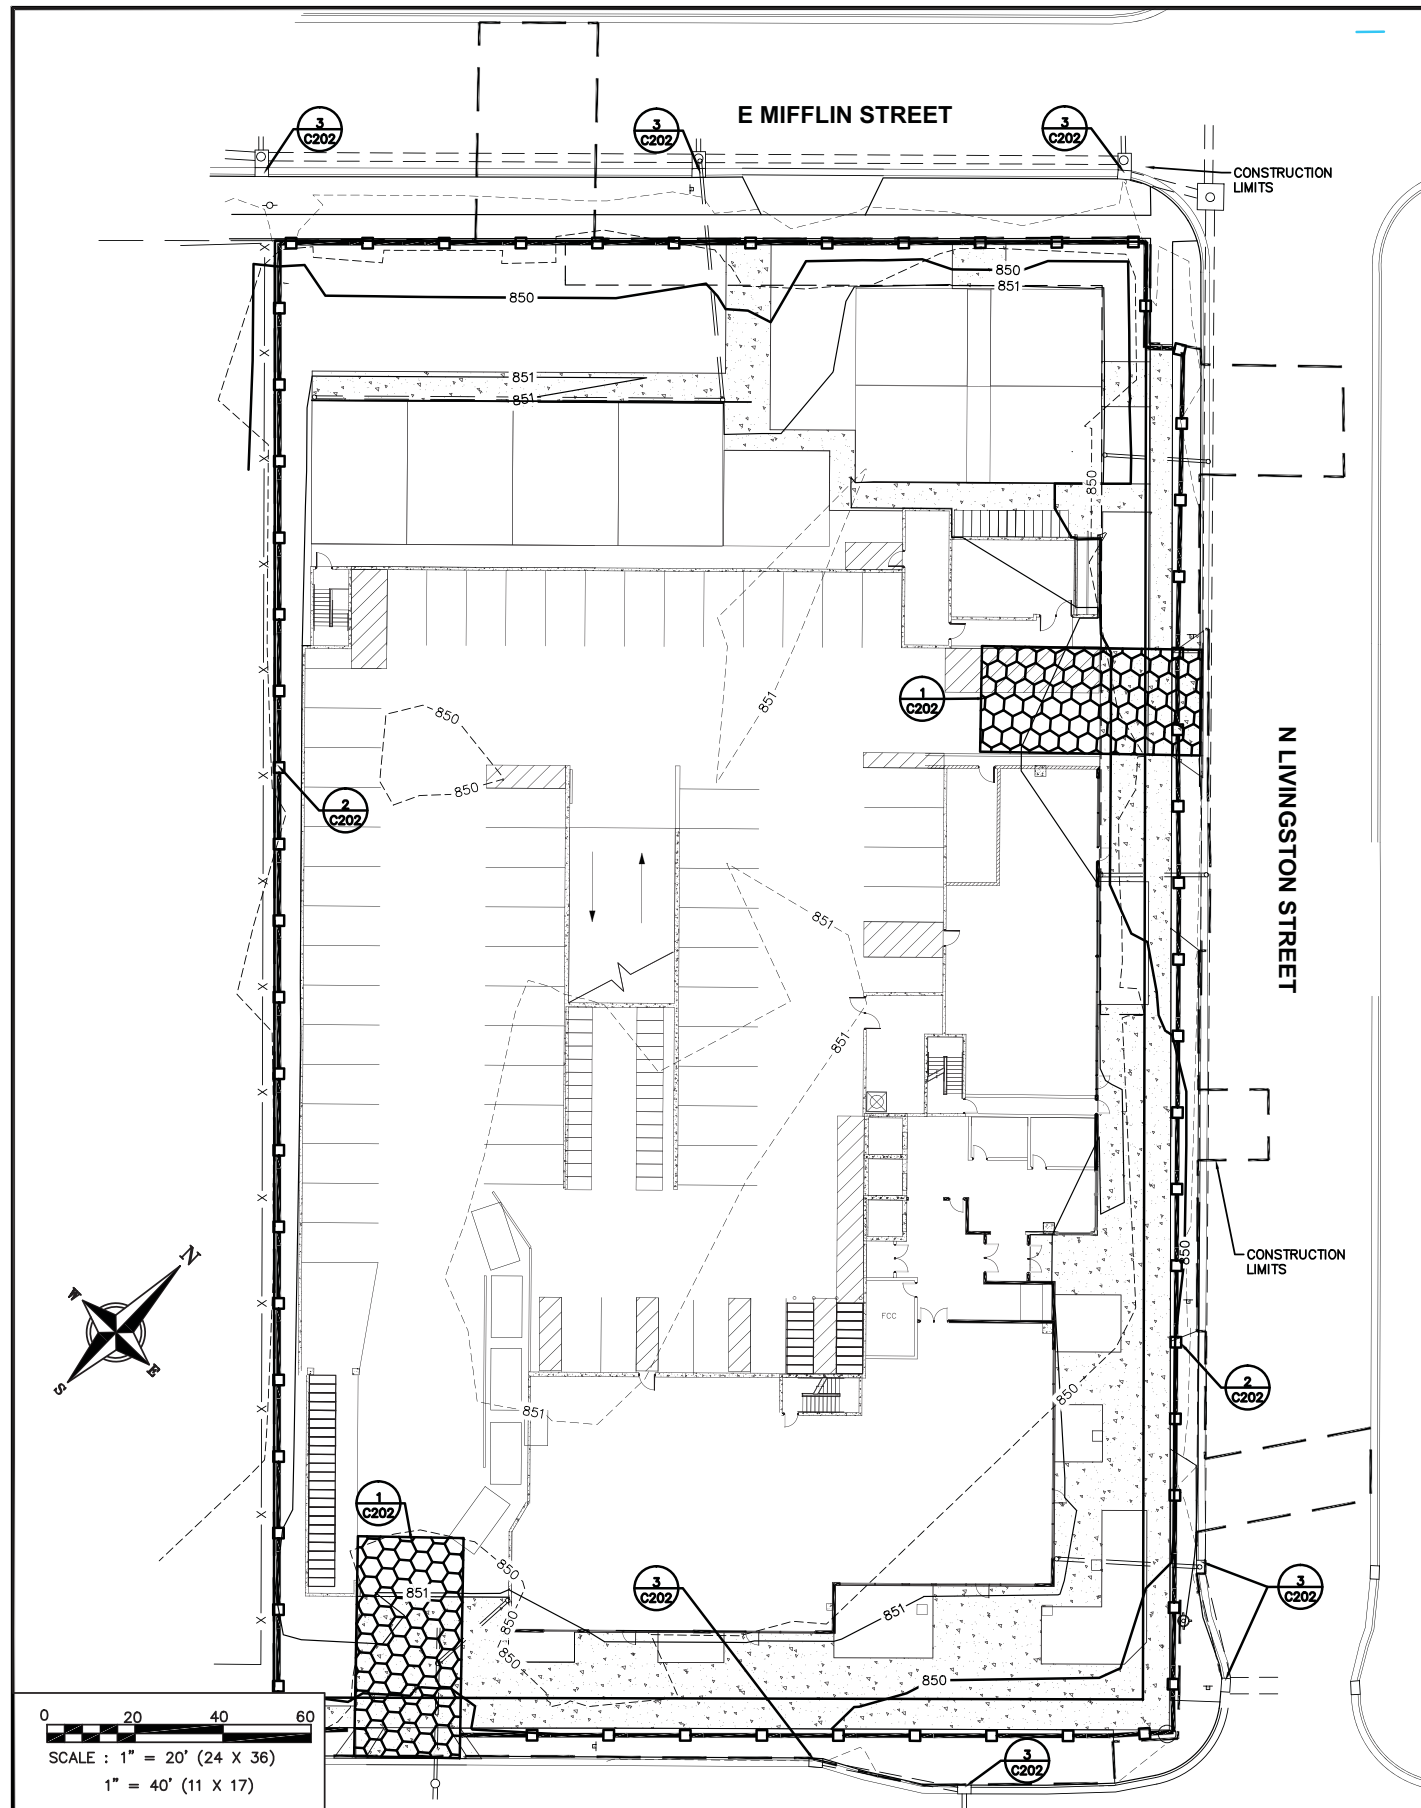 E MIFFLIN STREET
3
C202
3
C202
3
C202
CONSTRUCTION
LIMITS
850
850
851
851
851
850
1
C202
851
850
850
2
C202
N LIVINGSTON STREET
851
851
850
CONSTRUCTION
LIMITS
N
W
E
S
FCC
2
C202
850
851
1
C202
850
851
850
850
3
C202
851
3
C202
850
3
C202
0 20 40 60
SCALE : 1" = 20' (24 X 36)
1" = 40' (11 X 17)
X
X
X
X
X
X
X
X
X
X
X
X
X
X